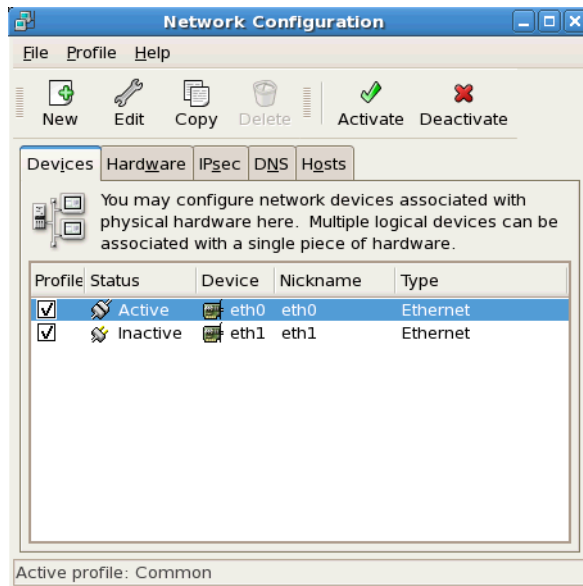 Network Configuration
File Profile Help
New Edit Copy Delete Activate Deactivate
Devices Hardware IPsec DNS Hosts
You may configure network devices associated with
physical hardware here. Multiple logical devices can be
associated with a single piece of hardware.
Profile Status Device Nickname Type
Active eth0 eth0 Ethernet
Inactive eth1 eth1 Ethernet
Active profile: Common